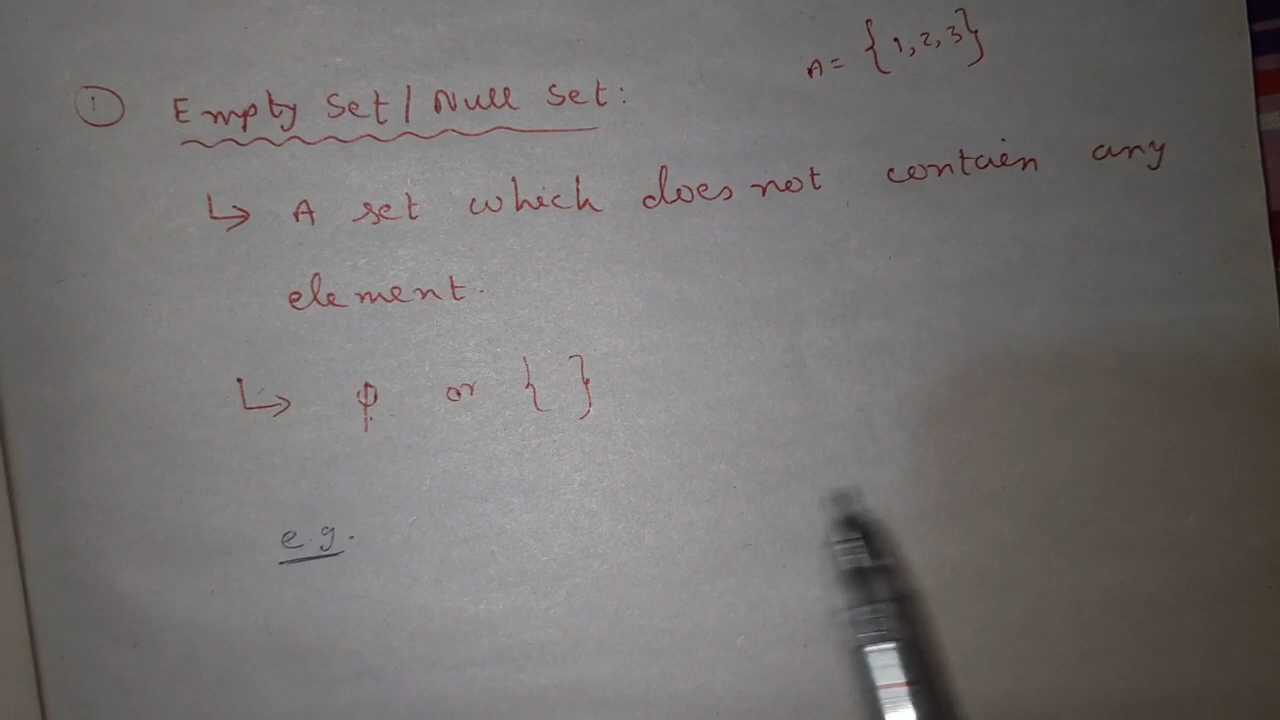 A = {1, 2, 3}
① Empty Set / Null Set:
↳ A set which does not contain any
element.
↳ φ or { }
e.g.